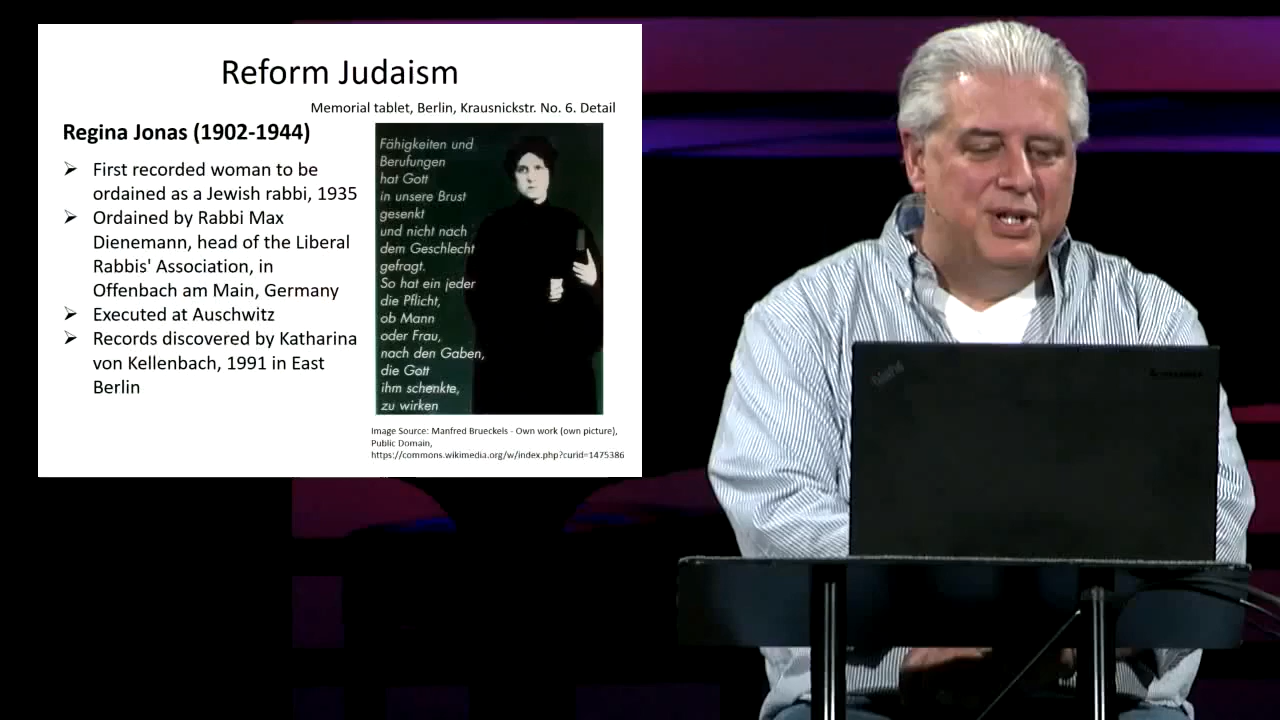 Reform Judaism
Memorial tablet, Berlin, Krausnickstr. No. 6. Detail
Regina Jonas (1902-1944)
First recorded woman to be
ordained as a Jewish rabbi, 1935
Ordained by Rabbi Max
Dienemann, head of the Liberal
Rabbis' Association, in
Offenbach am Main, Germany
Executed at Auschwitz
Records discovered by Katharina
von Kellenbach, 1991 in East
Berlin
Fähigkeiten und
Berufungen
hat Gott
in unsere Brust
gesenkt
und nicht nach
dem Geschlecht
gefragt.
So hat ein jeder
die Pflicht,
ob Mann
oder Frau,
nach den Gaben,
die Gott
ihm schenkte,
zu wirken
Image Source: Manfred Brueckels - Own work (own picture),
Public Domain,
https://commons.wikimedia.org/w/index.php?curid=1475386